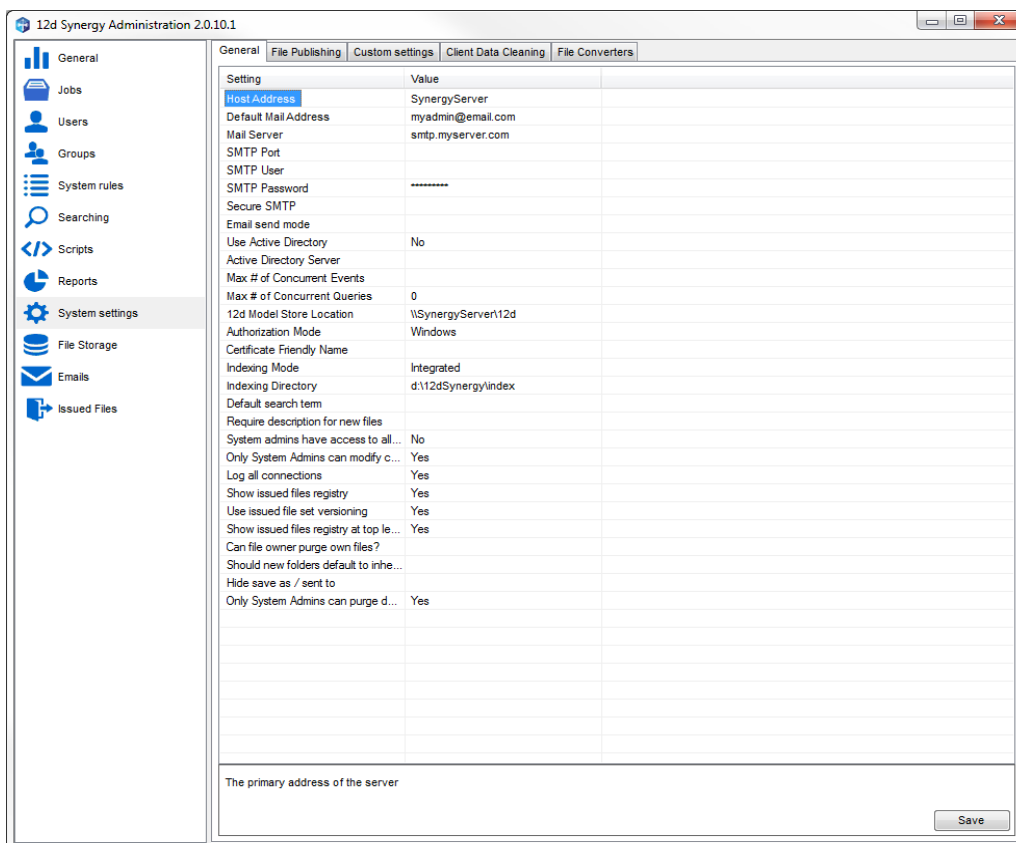 12d Synergy Administration 2.0.10.1
General
Jobs
Users
Groups
System rules
Searching
Scripts
Reports
System settings
File Storage
Emails
Issued Files
General File Publishing Custom settings Client Data Cleaning File Converters
Setting Value
Host Address SynergyServer
Default Mail Address myadmin@email.com
Mail Server smtp.myserver.com
SMTP Port
SMTP User
SMTP Password *********
Secure SMTP
Email send mode
Use Active Directory No
Active Directory Server
Max # of Concurrent Events
Max # of Concurrent Queries 0
12d Model Store Location \\SynergyServer\12d
Authorization Mode Windows
Certificate Friendly Name
Indexing Mode Integrated
Indexing Directory d:\12dSynergy\index
Default search term
Require description for new files
System admins have access to all... No
Only System Admins can modify c... Yes
Log all connections Yes
Show issued files registry Yes
Use issued file set versioning Yes
Show issued files registry at top le... Yes
Can file owner purge own files?
Should new folders default to inhe...
Hide save as / sent to
Only System Admins can purge d... Yes
The primary address of the server
Save